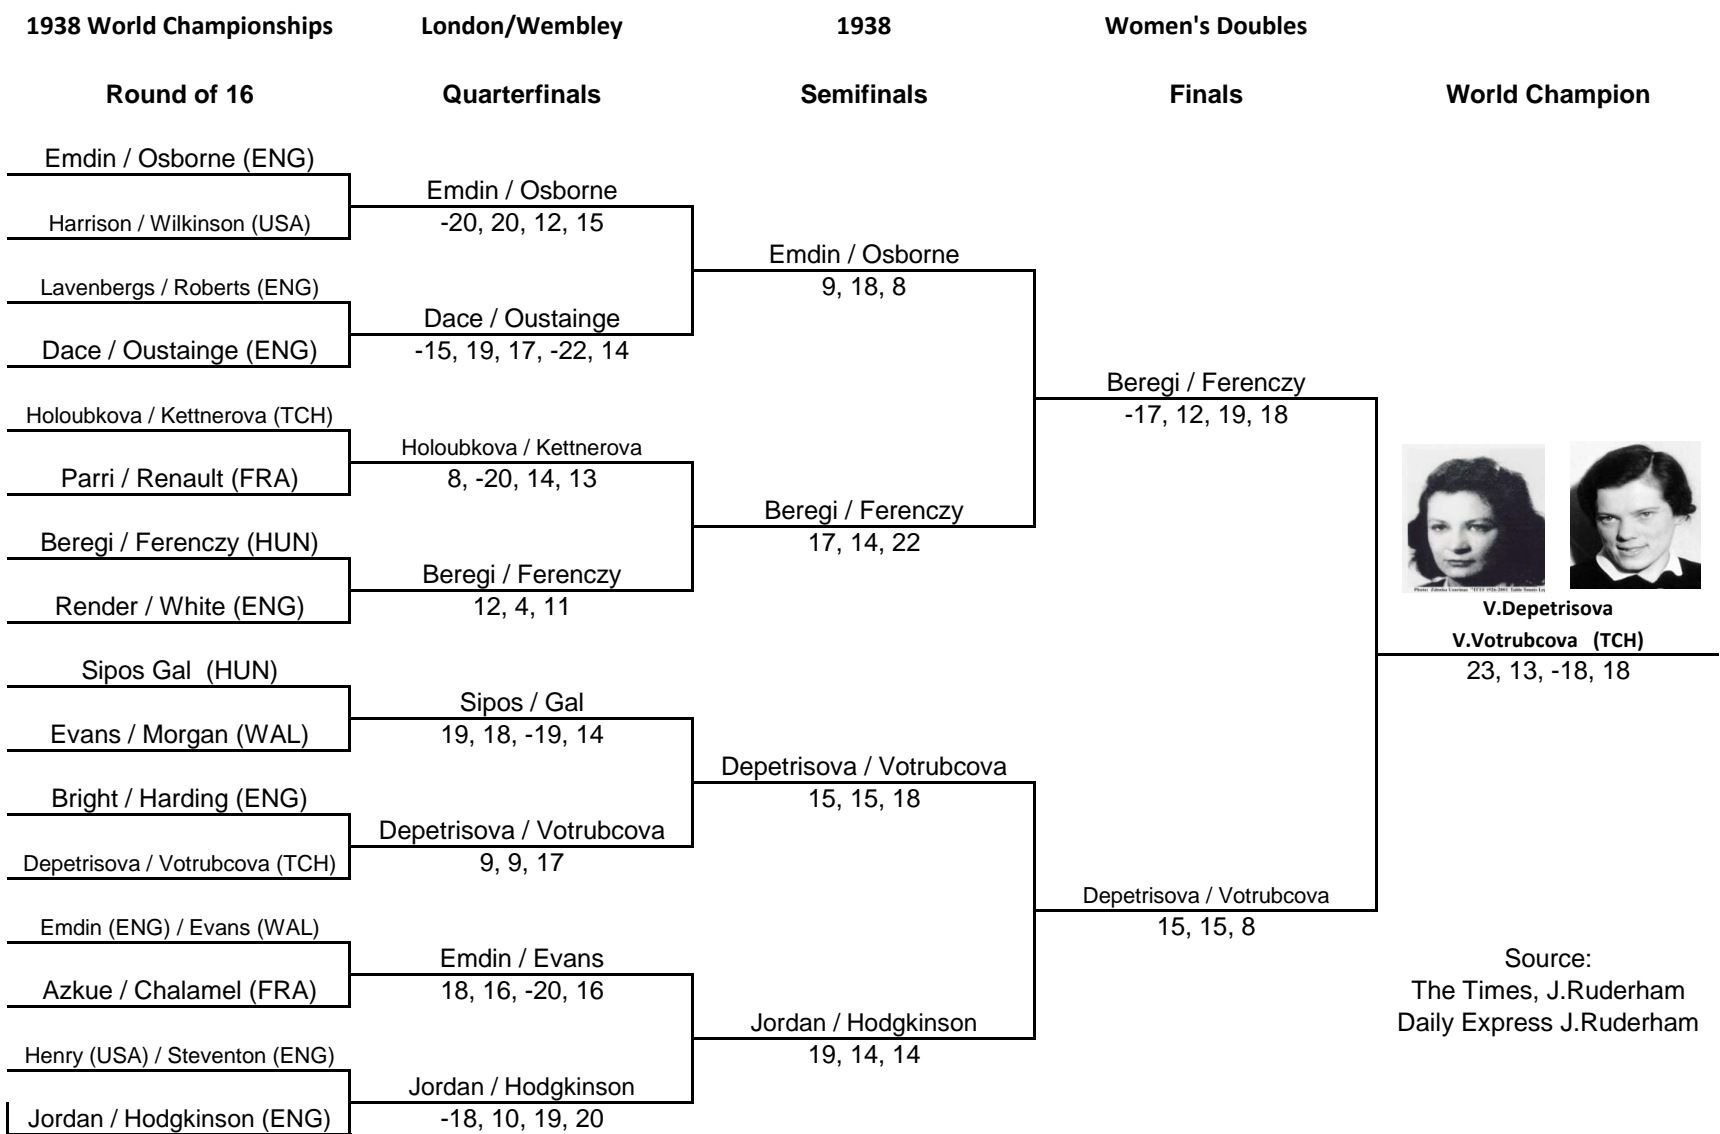 1938 World Championships London/Wembley 1938 Women's Doubles
Round of 16 Quarterfinals Semifinals Finals World Champion
Emdin / Osborne (ENG)
Emdin / Osborne
Harrison / Wilkinson (USA)
-20, 20, 12, 15
Emdin / Osborne
9, 18, 8
Lavenbergs / Roberts (ENG)
Dace / Oustainge
Dace / Oustainge (ENG)
-15, 19, 17, -22, 14
Beregi / Ferenczy
-17, 12, 19, 18
Holoubkova / Kettnerova (TCH)
Holoubkova / Kettnerova
Parri / Renault (FRA)
8, -20, 14, 13
Beregi / Ferenczy
17, 14, 22
Beregi / Ferenczy (HUN)
Beregi / Ferenczy
Render / White (ENG)
12, 4, 11
V.Depetrisova
V.Votrubcova (TCH)
23, 13, -18, 18
Sipos Gal (HUN)
Sipos / Gal
Evans / Morgan (WAL)
19, 18, -19, 14
Depetrisova / Votrubcova
15, 15, 18
Bright / Harding (ENG)
Depetrisova / Votrubcova
Depetrisova / Votrubcova (TCH)
9, 9, 17
Depetrisova / Votrubcova
15, 15, 8
Emdin (ENG) / Evans (WAL)
Emdin / Evans
Azkue / Chalamel (FRA)
18, 16, -20, 16
Jordan / Hodgkinson
19, 14, 14
Henry (USA) / Steventon (ENG)
Jordan / Hodgkinson
Jordan / Hodgkinson (ENG)
-18, 10, 19, 20
Source:
The Times, J.Ruderham
Daily Express J.Ruderham